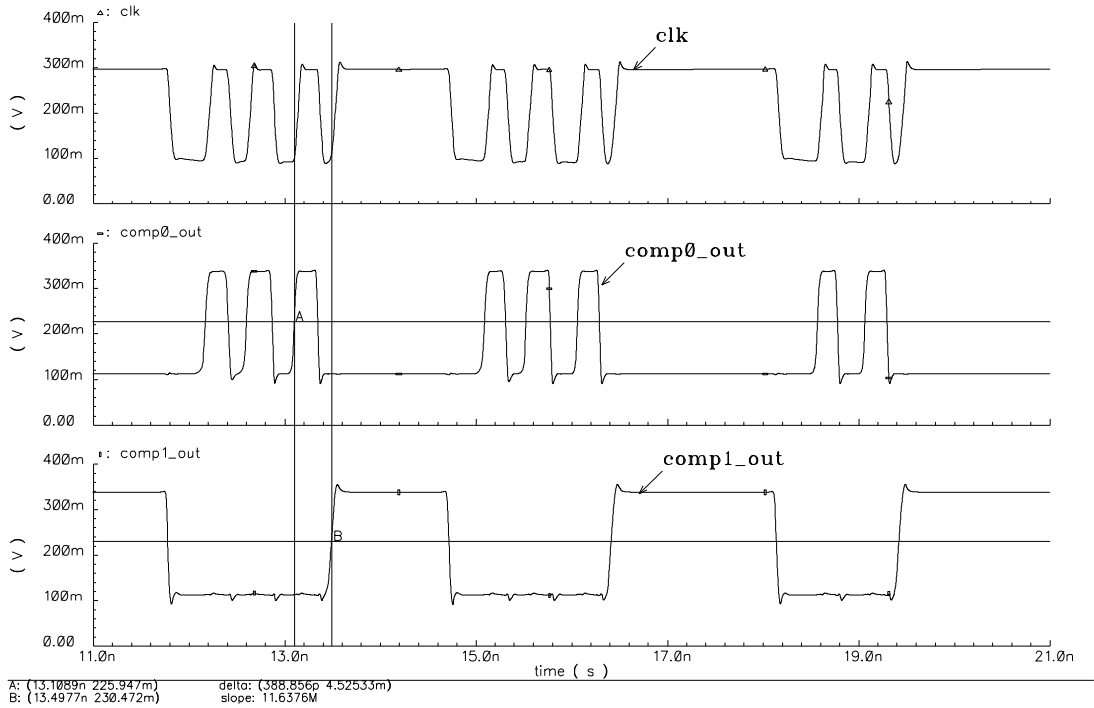 400m
▵: clk
clk
300m
( V )
200m
100m
0.00
400m
comp0_out
comp0_out
300m
( V )
200m
A
100m
0.00
400m
comp1_out
comp1_out
300m
( V )
B
200m
100m
0.00
11.0n 13.0n 15.0n 17.0n 19.0n 21.0n
time ( s )
A: (13.1089n 225.947m) delta: (388.856p 4.52533m)
B: (13.4977n 230.472m) slope: 11.6376M